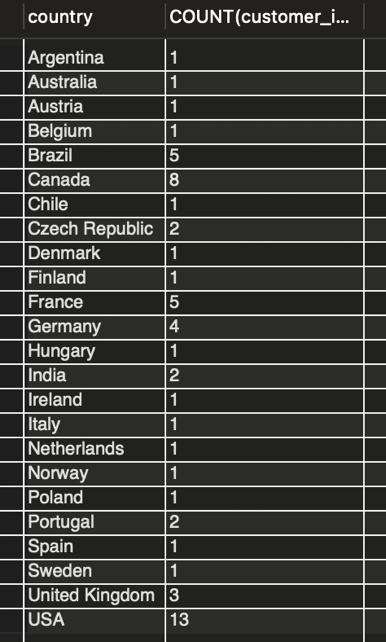 country COUNT(customer_i...
Argentina 1
Australia 1
Austria 1
Belgium 1
Brazil 5
Canada 8
Chile 1
Czech Republic 2
Denmark 1
Finland 1
France 5
Germany 4
Hungary 1
India 2
Ireland 1
Italy 1
Netherlands 1
Norway 1
Poland 1
Portugal 2
Spain 1
Sweden 1
United Kingdom 3
USA 13